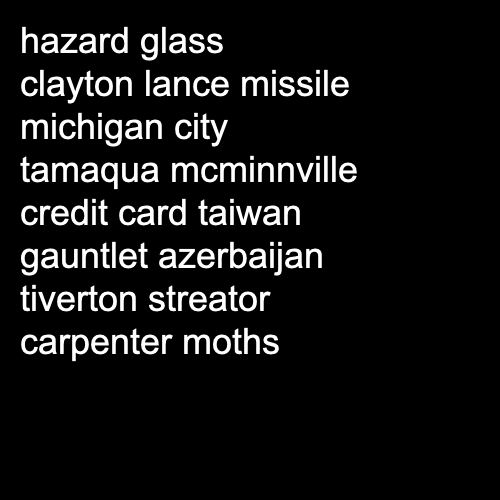 hazard glass
clayton lance missile
michigan city
tamaqua mcminnville
credit card taiwan
gauntlet azerbaijan
tiverton streator
carpenter moths